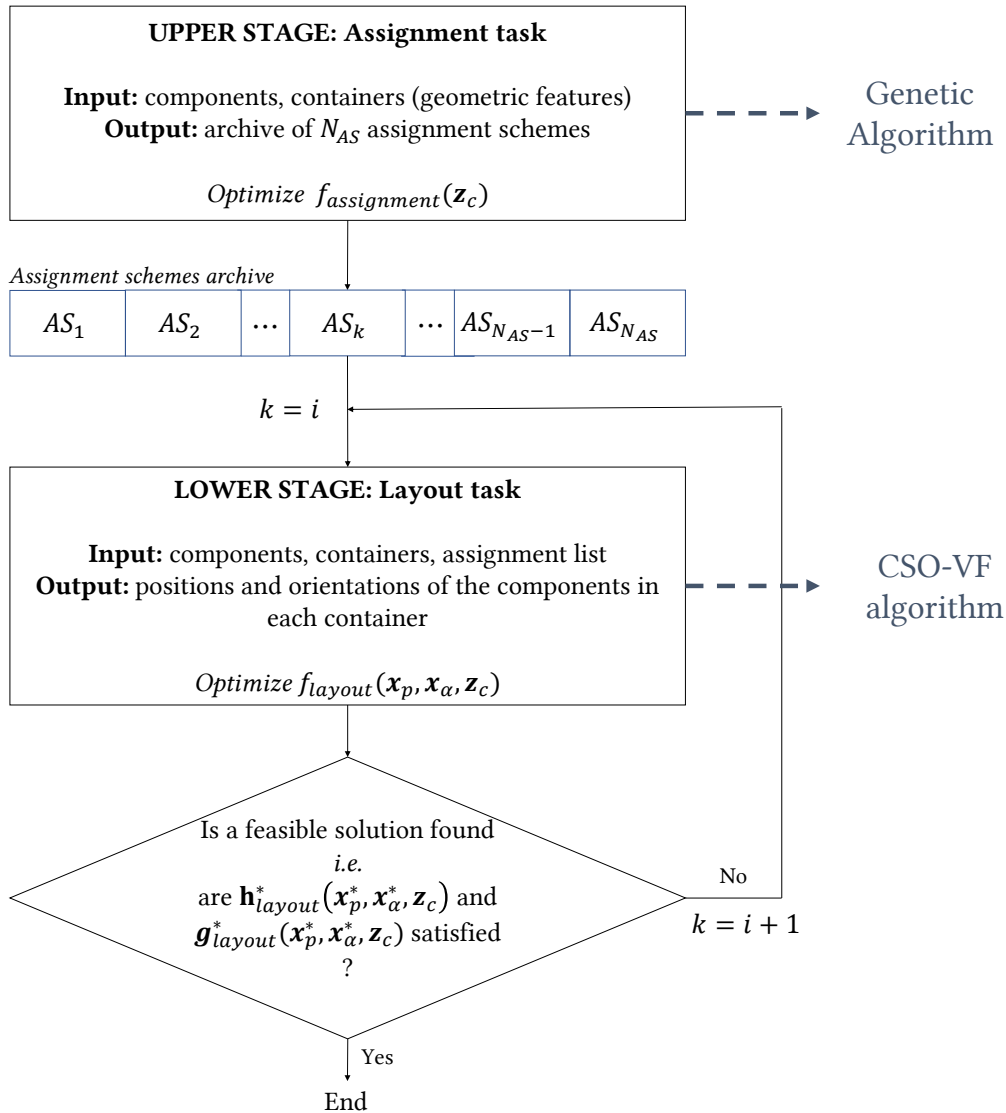 UPPER STAGE: Assignment task
Input: components, containers (geometric features)
Output: archive of N_AS assignment schemes
Optimize f_assignment(z_c)
Genetic
Algorithm
Assignment schemes archive
AS_1 AS_2 ... AS_k ... AS_{N_AS-1} AS_{N_AS}
k = i
LOWER STAGE: Layout task
Input: components, containers, assignment list
Output: positions and orientations of the components in
each container
Optimize f_layout(x_p, x_α, z_c)
CSO-VF
algorithm
Is a feasible solution found
i.e.
are h*_layout(x*_p, x*_α, z_c) and
g*_layout(x*_p, x*_α, z_c) satisfied
?
No
k = i + 1
Yes
End